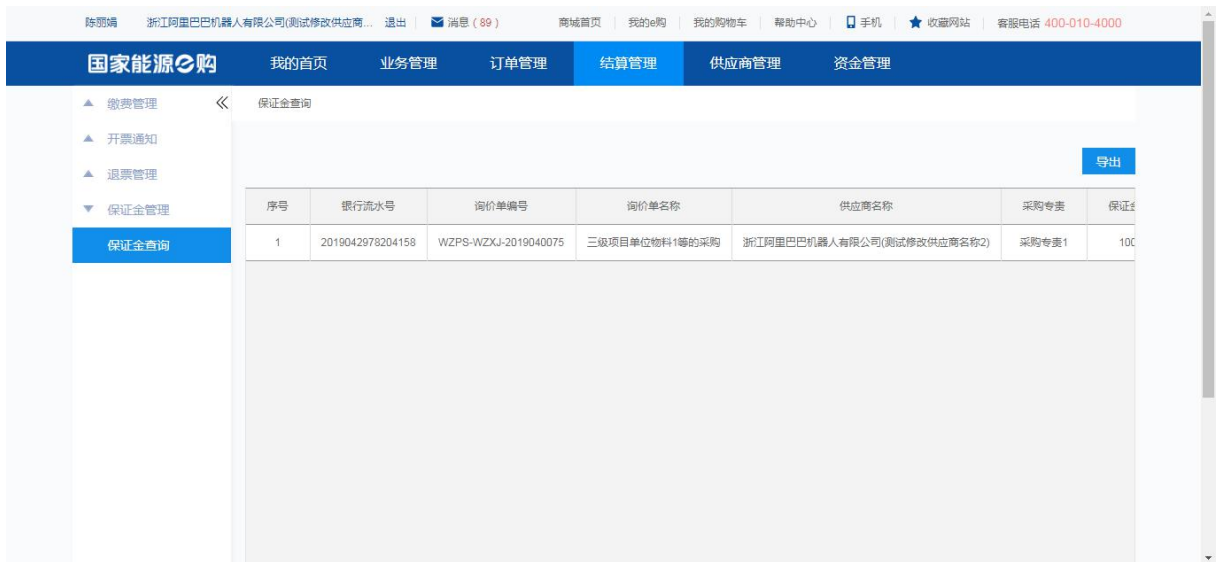 陈丽娟 浙江阿里巴巴机器人有限公司(测试修改供应商... 退出 消息 ( 89 ) 商城首页 我的e购 我的购物车 帮助中心 手机 收藏网站 客服电话 400-010-4000
国家能源e购 我的首页 业务管理 订单管理 结算管理 供应商管理 资金管理
缴费管理 保证金查询
开票通知
导出
退票管理
保证金管理 序号 银行流水号 询价单编号 询价单名称 供应商名称 采购专责 保证金
保证金查询 1 2019042978204158 WZPS-WZXJ-2019040075 三级项目单位物料1等的采购 浙江阿里巴巴机器人有限公司(测试修改供应商名称2) 采购专责1 100